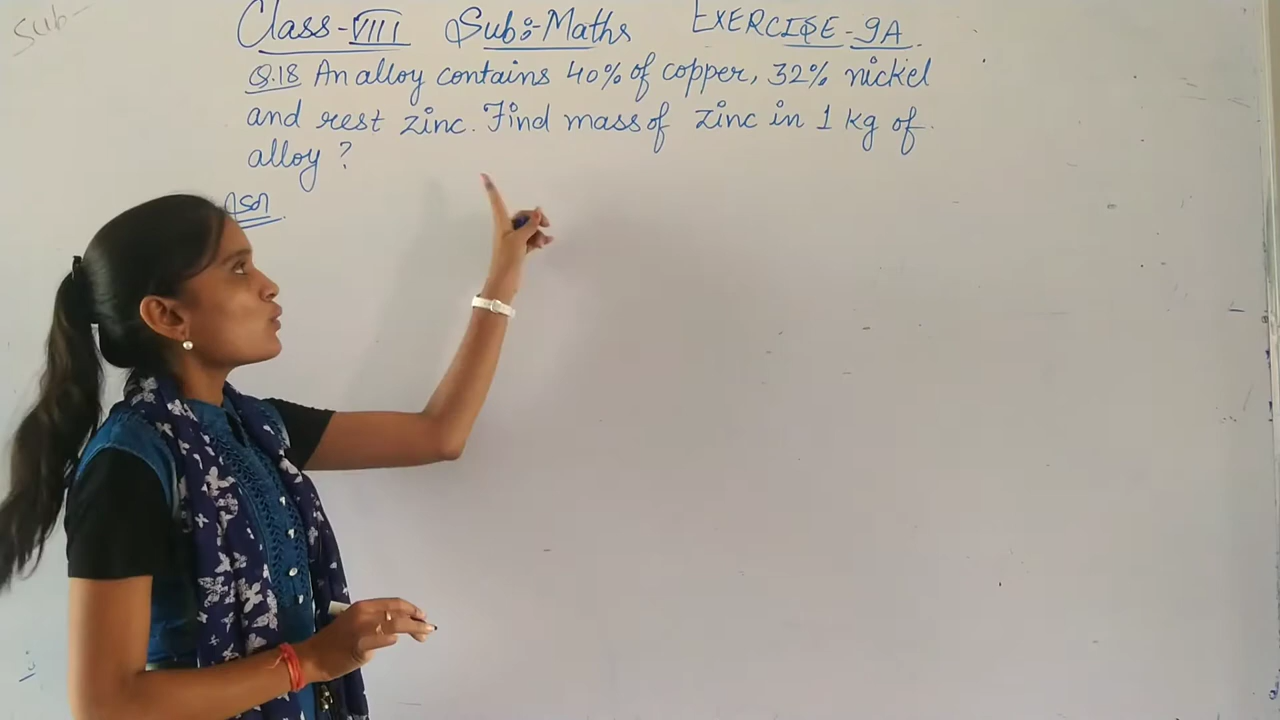 Sub-
Class-VIII Sub:-Maths EXERCISE-9A.
Q.18 An alloy contains 40% of copper, 32% nickel
and rest zinc. Find mass of zinc in 1 kg of
alloy ?
Sol